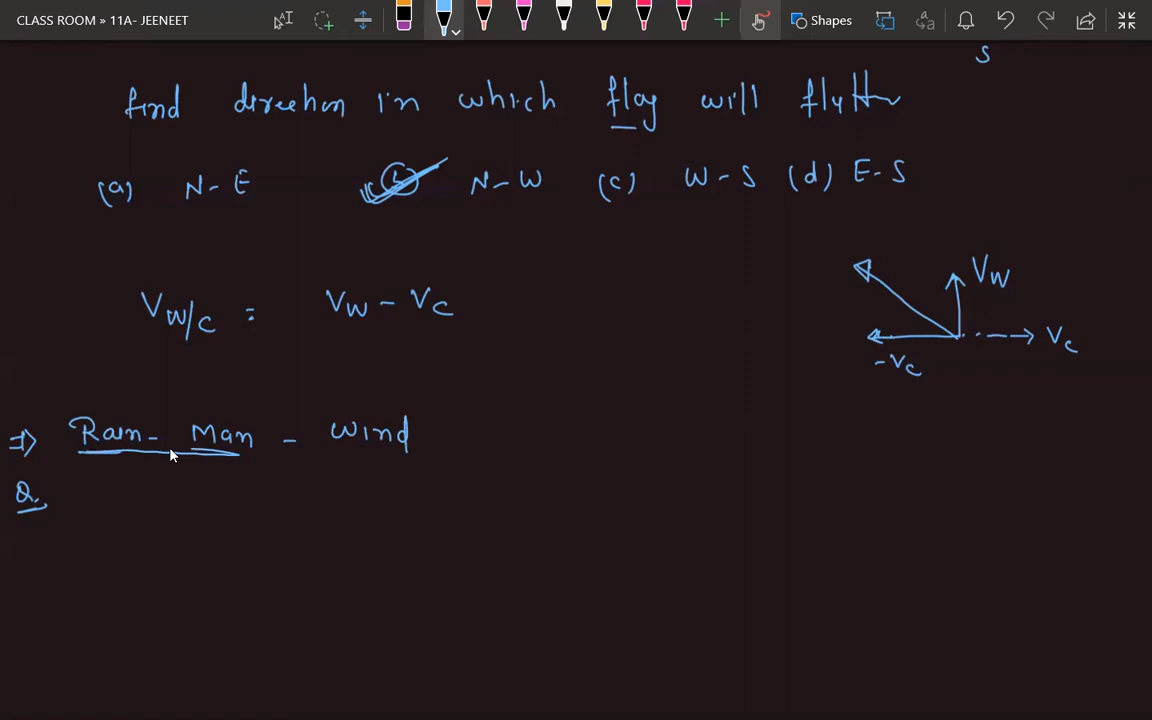 CLASS ROOM » 11A- JEENEET
Shapes
S
find direction in which flag will flutter
(a) N-E (b) N-W (c) W-S (d) E-S
VW/C = VW - VC
VW
VC
-VC
⇒ Rain - Man - Wind
Q.